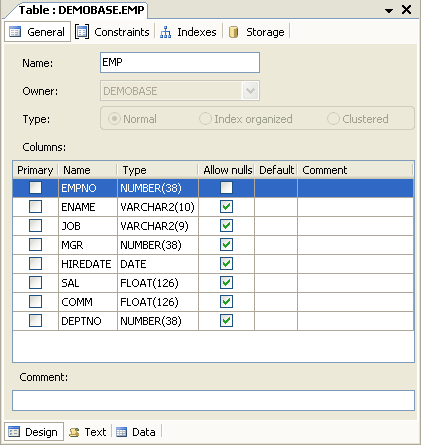 Table : DEMOBASE.EMP
General Constraints Indexes Storage
Name: EMP
Owner: DEMOBASE
Type: Normal Index organized Clustered
Columns:
Primary Name Type Allow nulls Default Comment
EMPNO NUMBER(38)
ENAME VARCHAR2(10)
JOB VARCHAR2(9)
MGR NUMBER(38)
HIREDATE DATE
SAL FLOAT(126)
COMM FLOAT(126)
DEPTNO NUMBER(38)
Comment:
Design Text Data